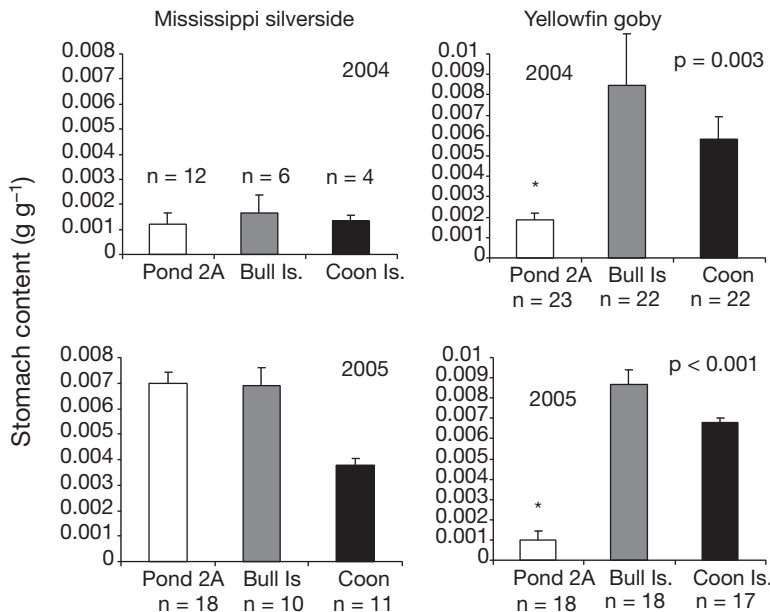 Mississippi silverside
Yellowfin goby
Stomach content (g g⁻¹)
0.008
0.007
0.006
0.005
0.004
0.003
0.002
0.001
0
2004
n = 12
n = 6
n = 4
Pond 2A
Bull Is.
Coon Is.
0.01
0.009
0.008
0.007
0.006
0.005
0.004
0.003
0.002
0.001
0
2004
p = 0.003
*
Pond 2A
Bull Is
Coon
n = 23
n = 22
n = 22
0.008
0.007
0.006
0.005
0.004
0.003
0.002
0.001
0
2005
Pond 2A
Bull Is
Coon
n = 18
n = 10
n = 11
0.01
0.009
0.008
0.007
0.006
0.005
0.004
0.003
0.002
0.001
0
2005
p < 0.001
*
Pond 2A
Bull Is.
Coon Is.
n = 18
n = 18
n = 17